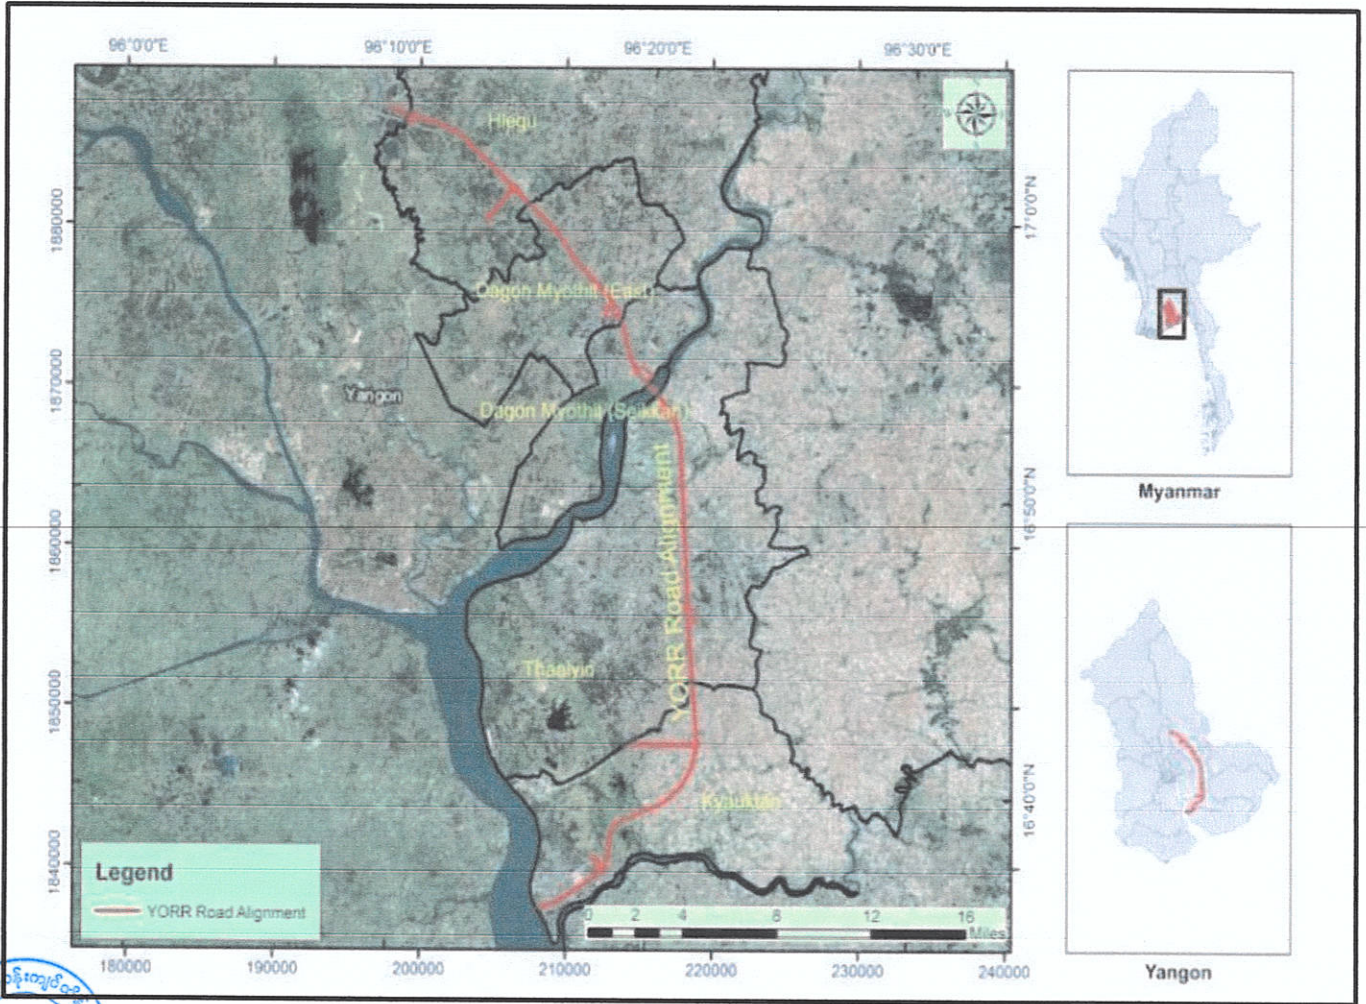 96°0'0"E 96°10'0"E 96°20'0"E 96°30'0"E
Hlegu
17°0'0"N
1880000
Dagon Myothit (East)
1870000
Yangon
Dagon Myothit (Seikkan)
YORR Road Alignment
16°50'0"N
1860000
Thanlyin
1850000
Kyauktan
16°40'0"N
1840000
Legend
YORR Road Alignment
0 2 4 8 12 16
Miles
180000 190000 200000 210000 220000 230000 240000
Myanmar
Yangon